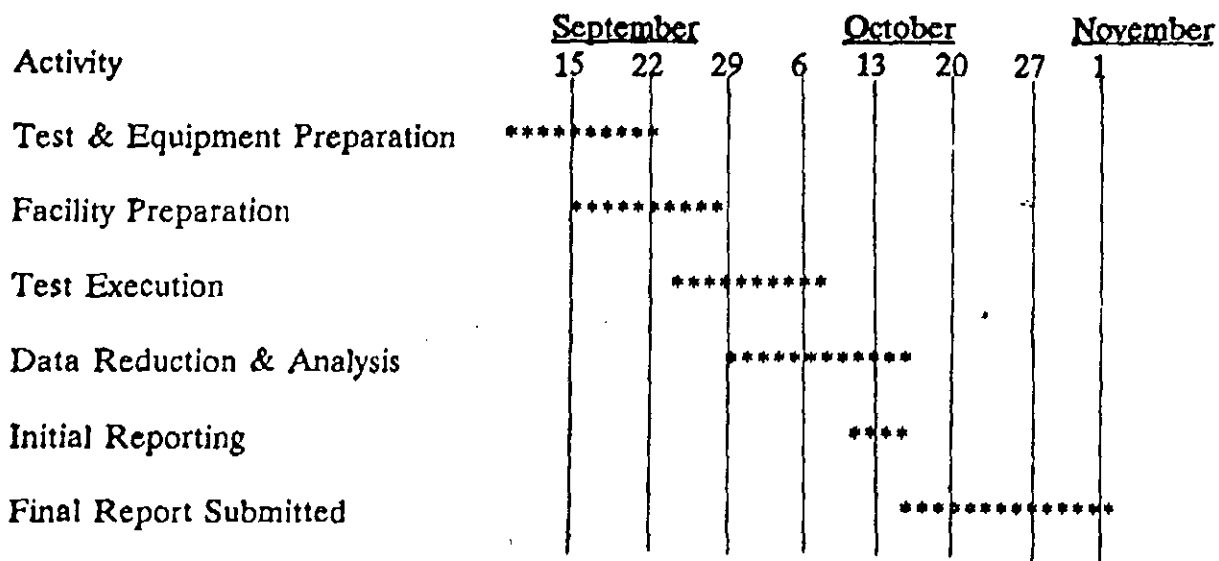 September October November
Activity 15 22 29 6 13 20 27 1
Test & Equipment Preparation **********
Facility Preparation **********
Test Execution **********
Data Reduction & Analysis ************
Initial Reporting ****
Final Report Submitted **************